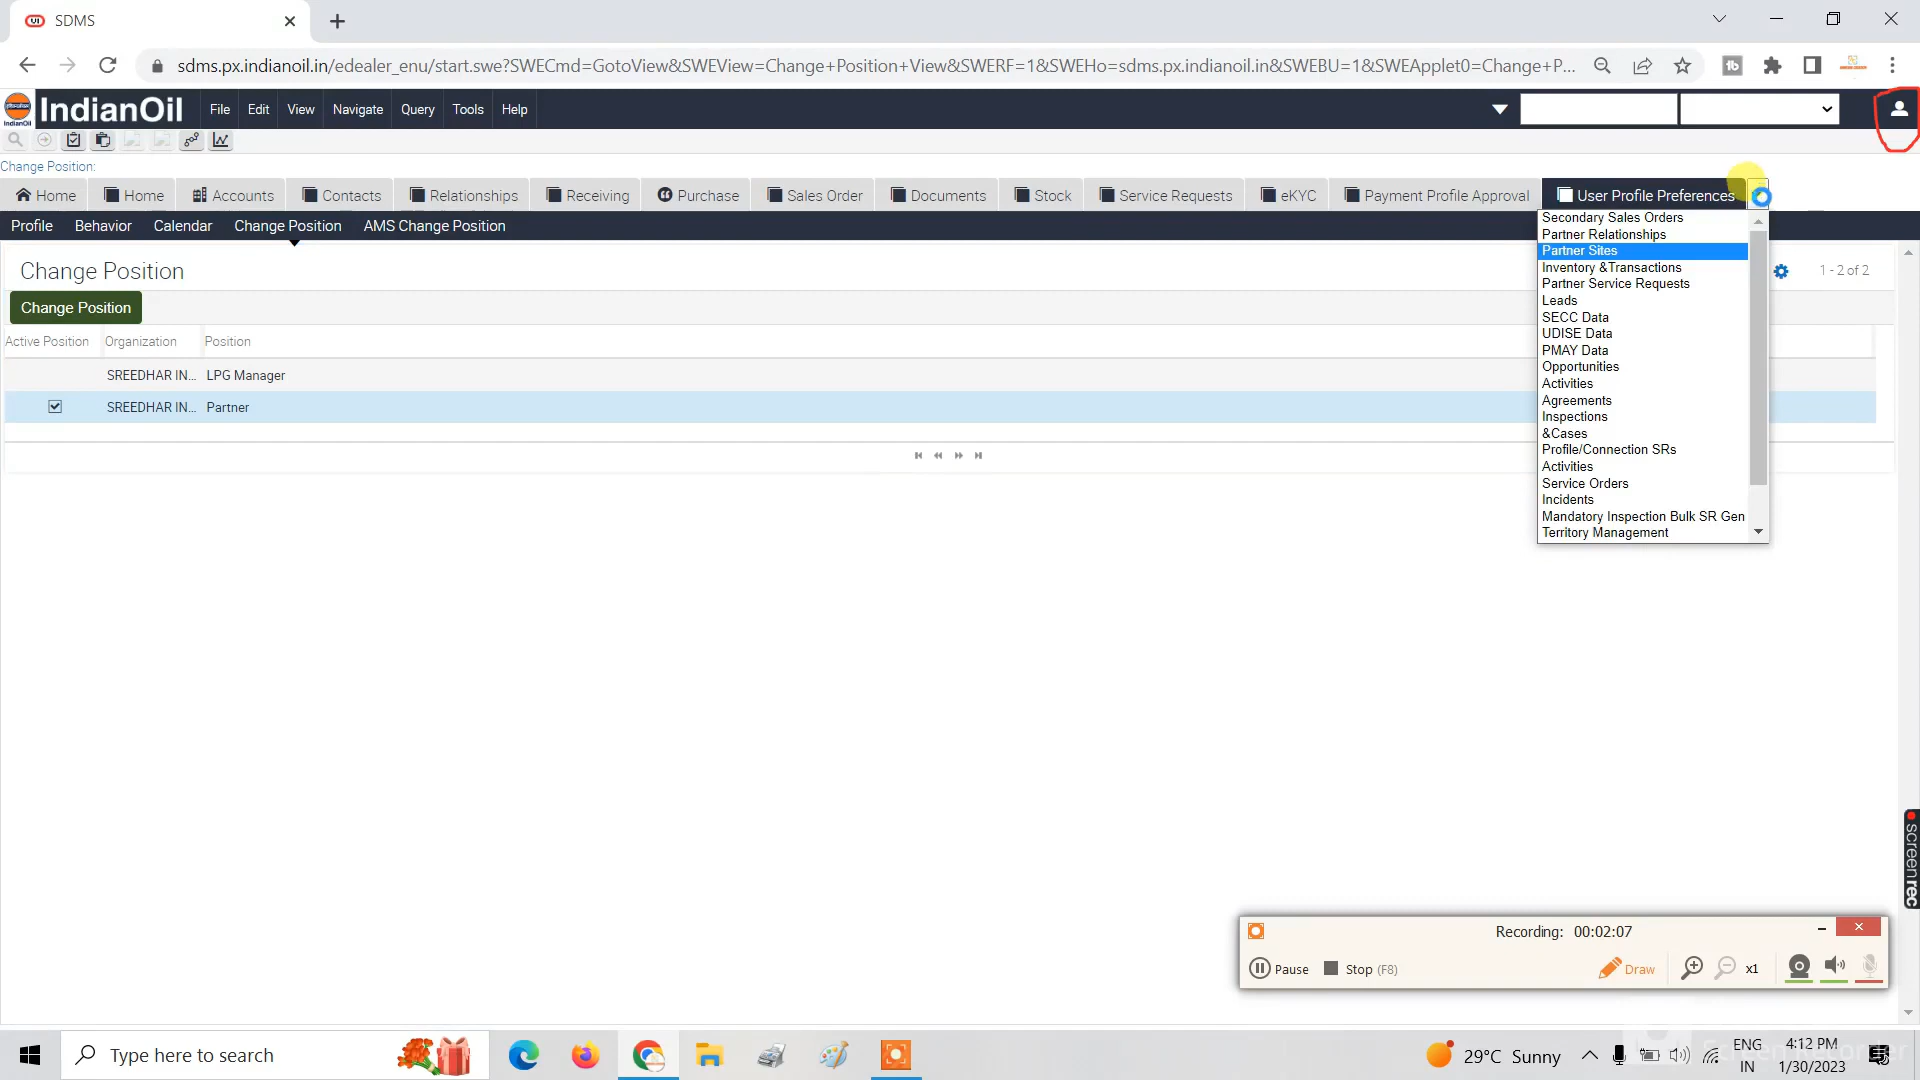 SDMS
sdms.px.indianoil.in/edealer_enu/start.swe?SWECmd=GotoView&SWEView=Change+Position+View&SWERF=1&SWEHo=sdms.px.indianoil.in&SWEBU=1&SWEApplet0=Change+P...
IndianOil File Edit View Navigate Query Tools Help
Change Position:
Home Home Accounts Contacts Relationships Receiving Purchase Sales Order Documents Stock Service Requests eKYC Payment Profile Approval User Profile Preferences
Profile Behavior Calendar Change Position AMS Change Position
Secondary Sales Orders
Partner Relationships
Partner Sites
Inventory &Transactions
Partner Service Requests
Leads
SECC Data
UDISE Data
PMAY Data
Opportunities
Activities
Agreements
Inspections
&Cases
Profile/Connection SRs
Activities
Service Orders
Incidents
Mandatory Inspection Bulk SR Gen
Territory Management
Change Position
1 - 2 of 2
Change Position
Active Position Organization Position
SREEDHAR IN... LPG Manager
SREEDHAR IN... Partner
screenrec
Recording: 00:02:07
Pause Stop (F8) Draw x1
Type here to search
29°C Sunny
ENG
IN
4:12 PM
1/30/2023